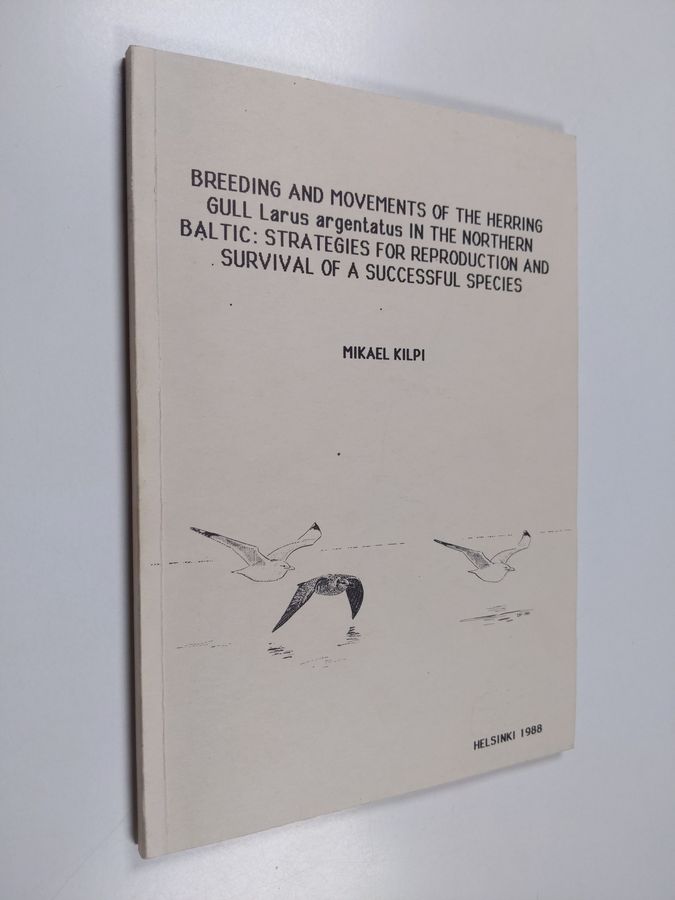 BREEDING AND MOVEMENTS OF THE HERRING
GULL Larus argentatus IN THE NORTHERN
BALTIC: STRATEGIES FOR REPRODUCTION AND
SURVIVAL OF A SUCCESSFUL SPECIES
MIKAEL KILPI
HELSINKI 1988